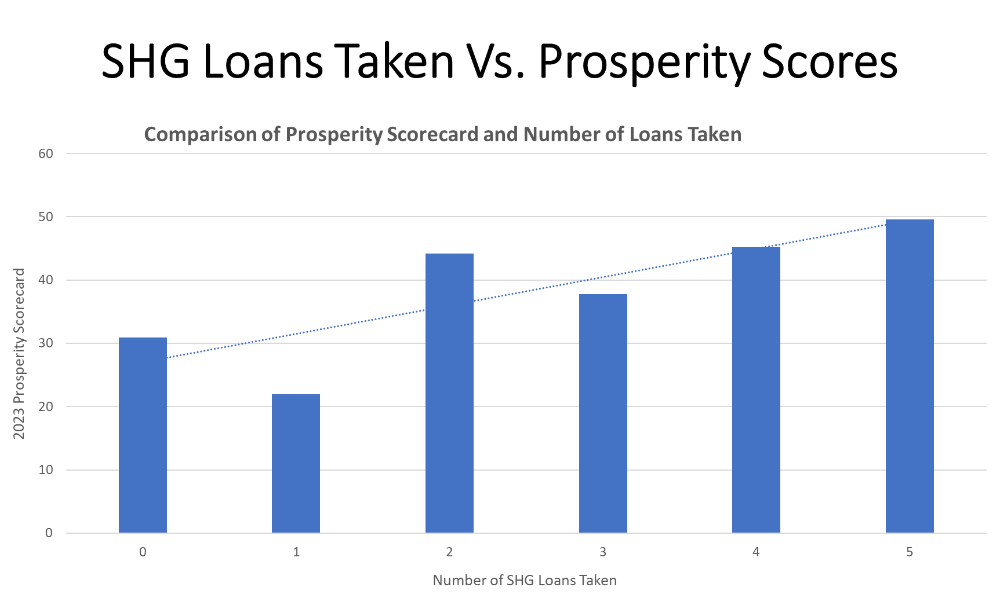 SHG Loans Taken Vs. Prosperity Scores
Comparison of Prosperity Scorecard and Number of Loans Taken
60
50
40
30
20
10
0
2023 Prosperity Scorecard
0 1 2 3 4 5
Number of SHG Loans Taken